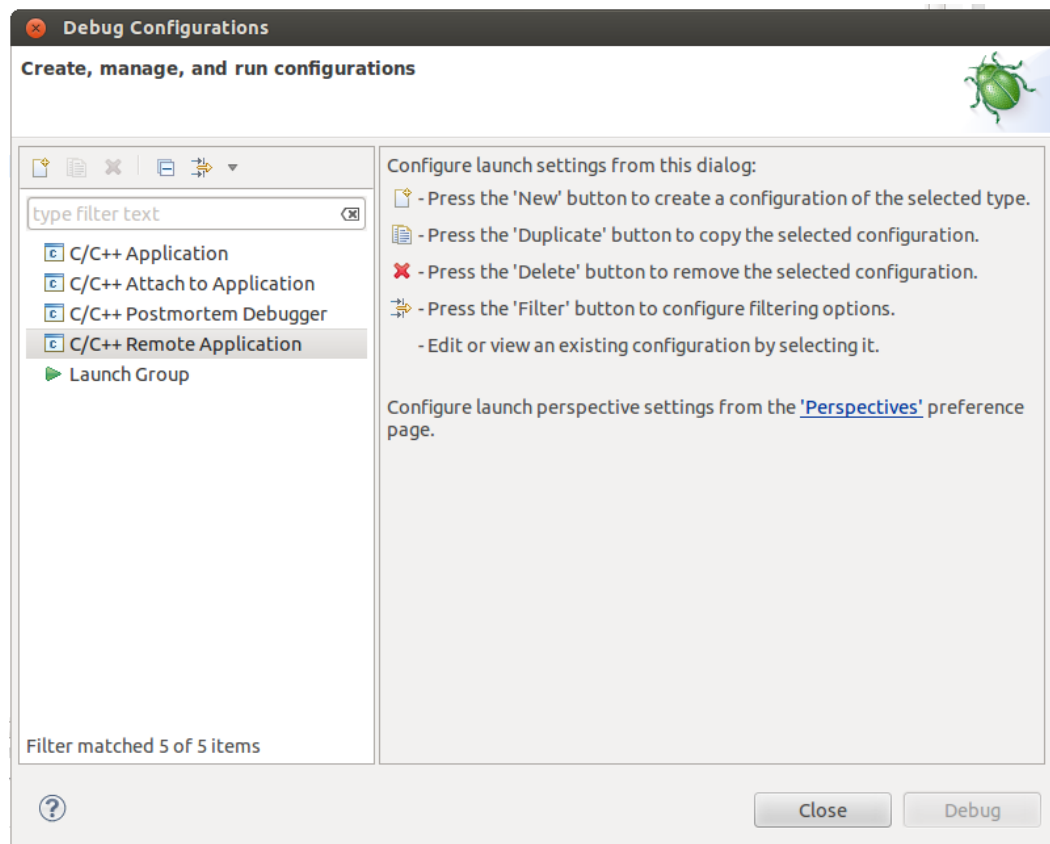 Debug Configurations
Create, manage, and run configurations
type filter text
C/C++ Application
C/C++ Attach to Application
C/C++ Postmortem Debugger
C/C++ Remote Application
Launch Group
Filter matched 5 of 5 items
Configure launch settings from this dialog:
- Press the 'New' button to create a configuration of the selected type.
- Press the 'Duplicate' button to copy the selected configuration.
- Press the 'Delete' button to remove the selected configuration.
- Press the 'Filter' button to configure filtering options.
- Edit or view an existing configuration by selecting it.
Configure launch perspective settings from the 'Perspectives' preference
page.
Close
Debug